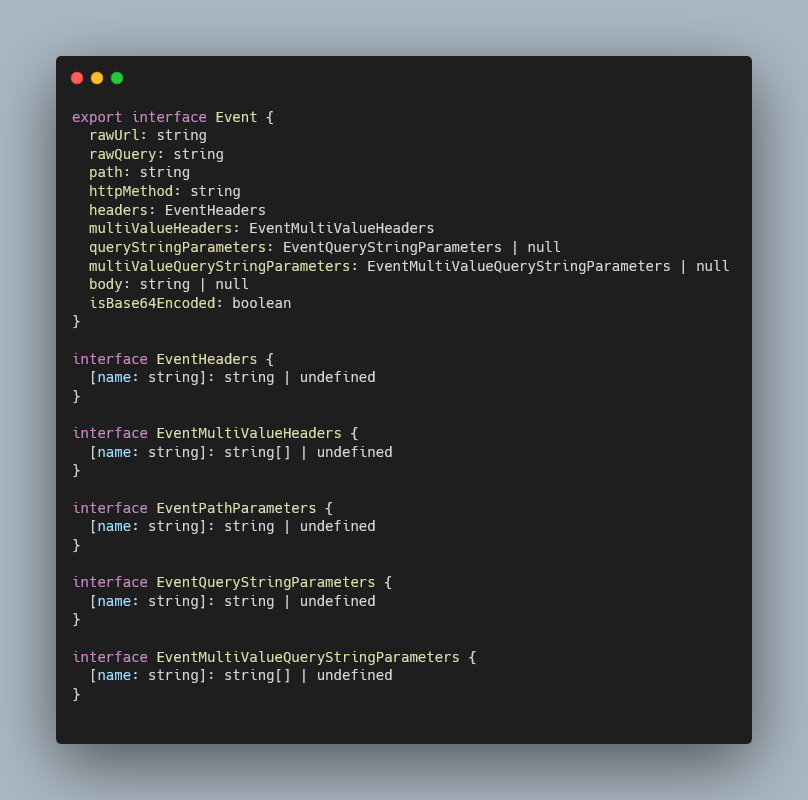 export interface Event {
  rawUrl: string
  rawQuery: string
  path: string
  httpMethod: string
  headers: EventHeaders
  multiValueHeaders: EventMultiValueHeaders
  queryStringParameters: EventQueryStringParameters | null
  multiValueQueryStringParameters: EventMultiValueQueryStringParameters | null
  body: string | null
  isBase64Encoded: boolean
}

interface EventHeaders {
  [name: string]: string | undefined
}

interface EventMultiValueHeaders {
  [name: string]: string[] | undefined
}

interface EventPathParameters {
  [name: string]: string | undefined
}

interface EventQueryStringParameters {
  [name: string]: string | undefined
}

interface EventMultiValueQueryStringParameters {
  [name: string]: string[] | undefined
}